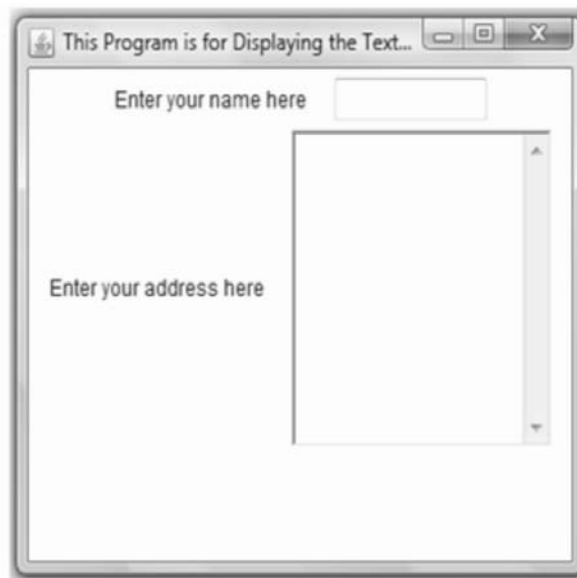 This Program is for Displaying the Text...
Enter your name here
Enter your address here